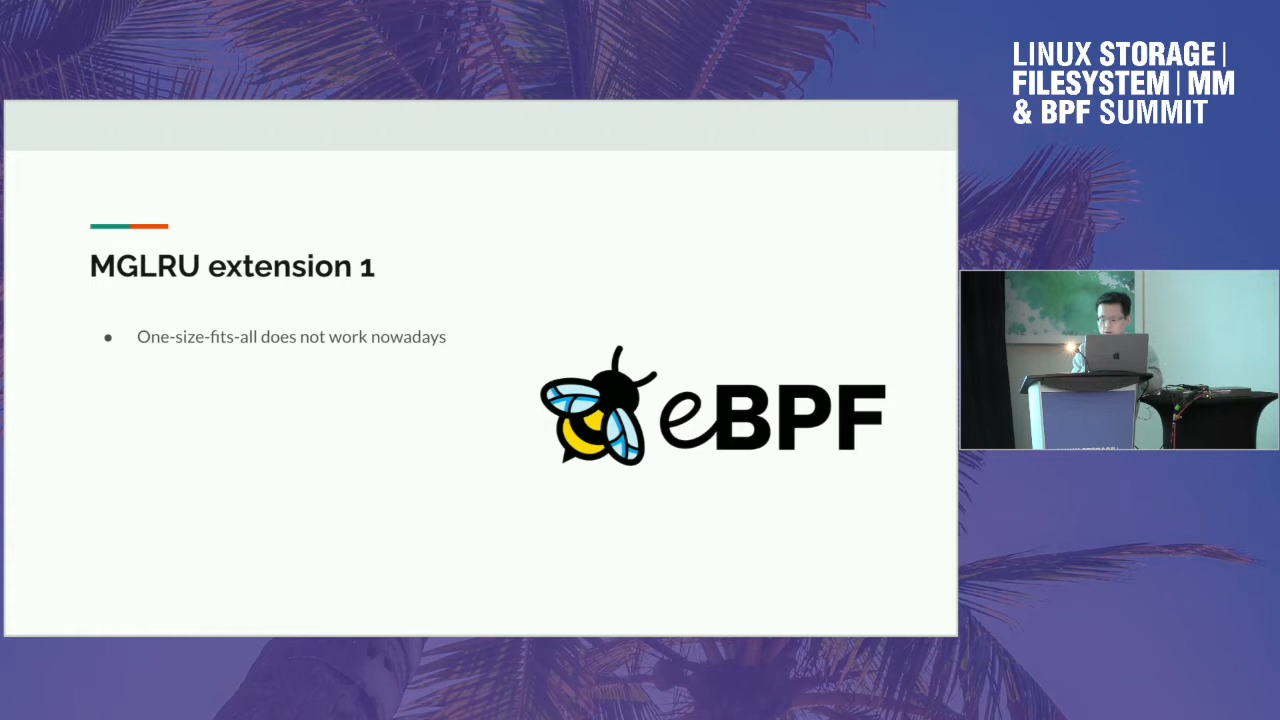 LINUX STORAGE |
FILESYSTEM | MM
& BPF SUMMIT
MGLRU extension 1
• One-size-fits-all does not work nowadays
eBPF